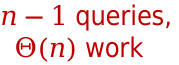 n − 1 queries,
Θ(n) work